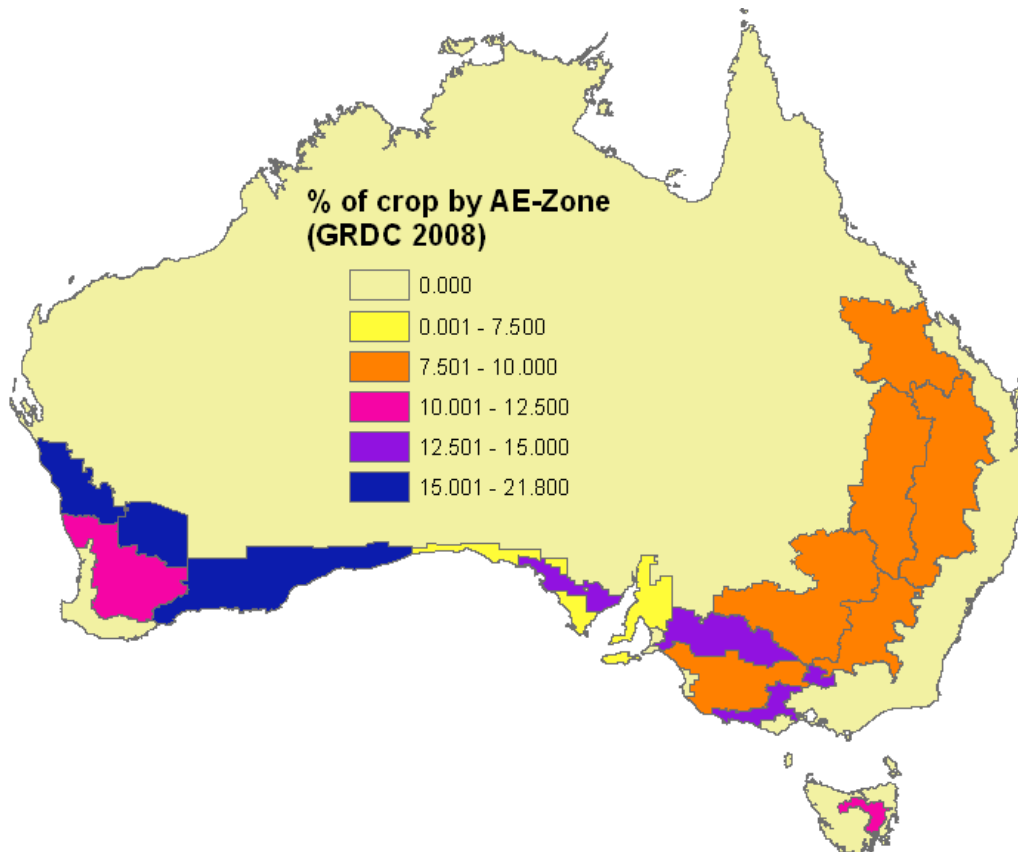 % of crop by AE-Zone
(GRDC 2008)
0.000
0.001 - 7.500
7.501 - 10.000
10.001 - 12.500
12.501 - 15.000
15.001 - 21.800